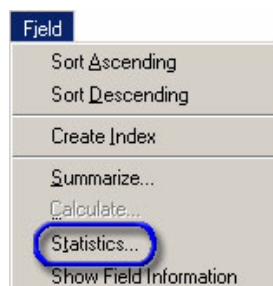 Field
Sort Ascending
Sort Descending
Create Index
Summarize...
Calculate...
Statistics...
Show Field Information